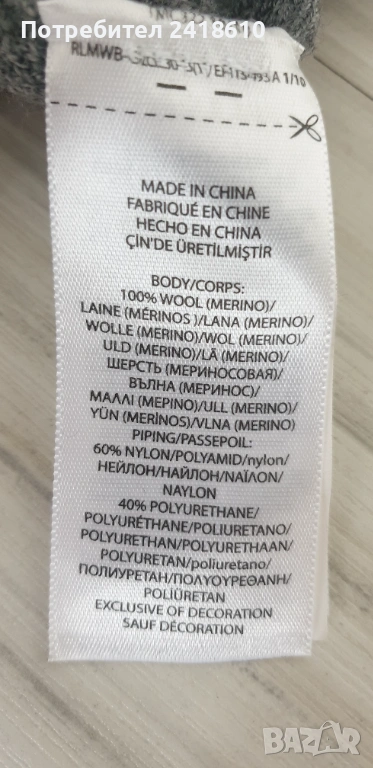 Потребител 2418610
MADE IN CHINA
FABRIQUÉ EN CHINE
HECHO EN CHINA
ÇIN'DE ÜRETILMIŞTIR
BODY/CORPS:
100% WOOL (MERINO)/
LAINE (MÉRINOS )/LANA (MERINO)/
WOLLE (MERINO)/WOL (MERINO)/
ULD (MERINO)/LÃ (MERINO)/
ШЕРСТЬ (МЕРИНОСОВАЯ)/
ВЪЛНА (МЕРИНОС)/
ΜΑΛΛΙ (ΜΕΡΙΝΟ)/ULL (MERINO)/
YÜN (MERİNOS)/VLNA (MERINO)
PIPING/PASSEPOIL:
60% NYLON/POLYAMID/nylon/
НЕЙЛОН/НАЙЛОН/ΝΑΪΛΟΝ/
NAYLON
40% POLYURETHANE/
POLYURÉTHANE/POLIURETANO/
POLYURETHAN/POLYURETHAAN/
POLYURETAN/poliuretano/
ПОЛИУРЕТАН/ΠΟΛΥΟΥΡΕΘΑΝΗ/
POLİÜRETAN
EXCLUSIVE OF DECORATION
SAUF DÉCORATION
BAZAR